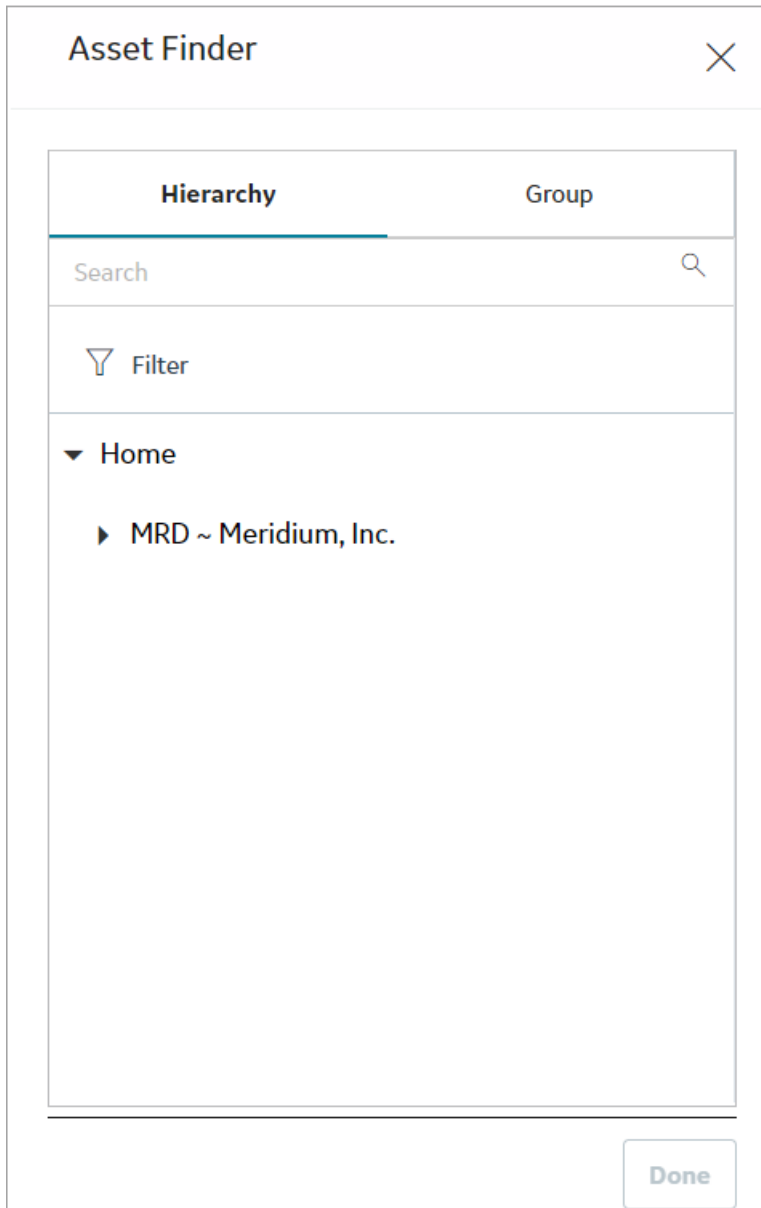 Asset Finder
Hierarchy Group
Search
Filter
Home
MRD ~ Meridium, Inc.
Done